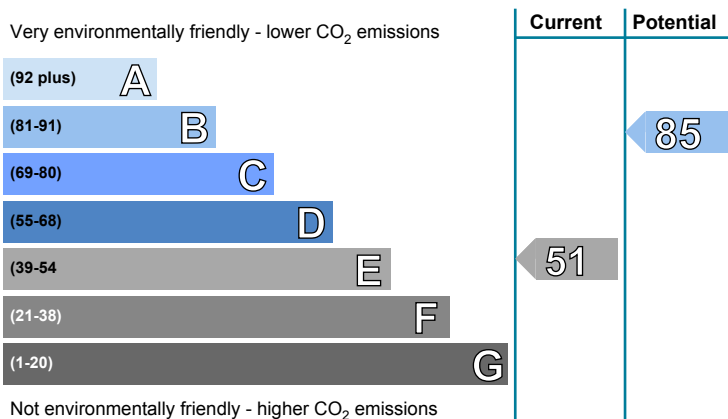 Current Potential
Very environmentally friendly - lower CO2 emissions
(92 plus) A
(81-91) B
85
(69-80) C
(55-68) D
(39-54 E
51
(21-38) F
(1-20) G
Not environmentally friendly - higher CO2 emissions